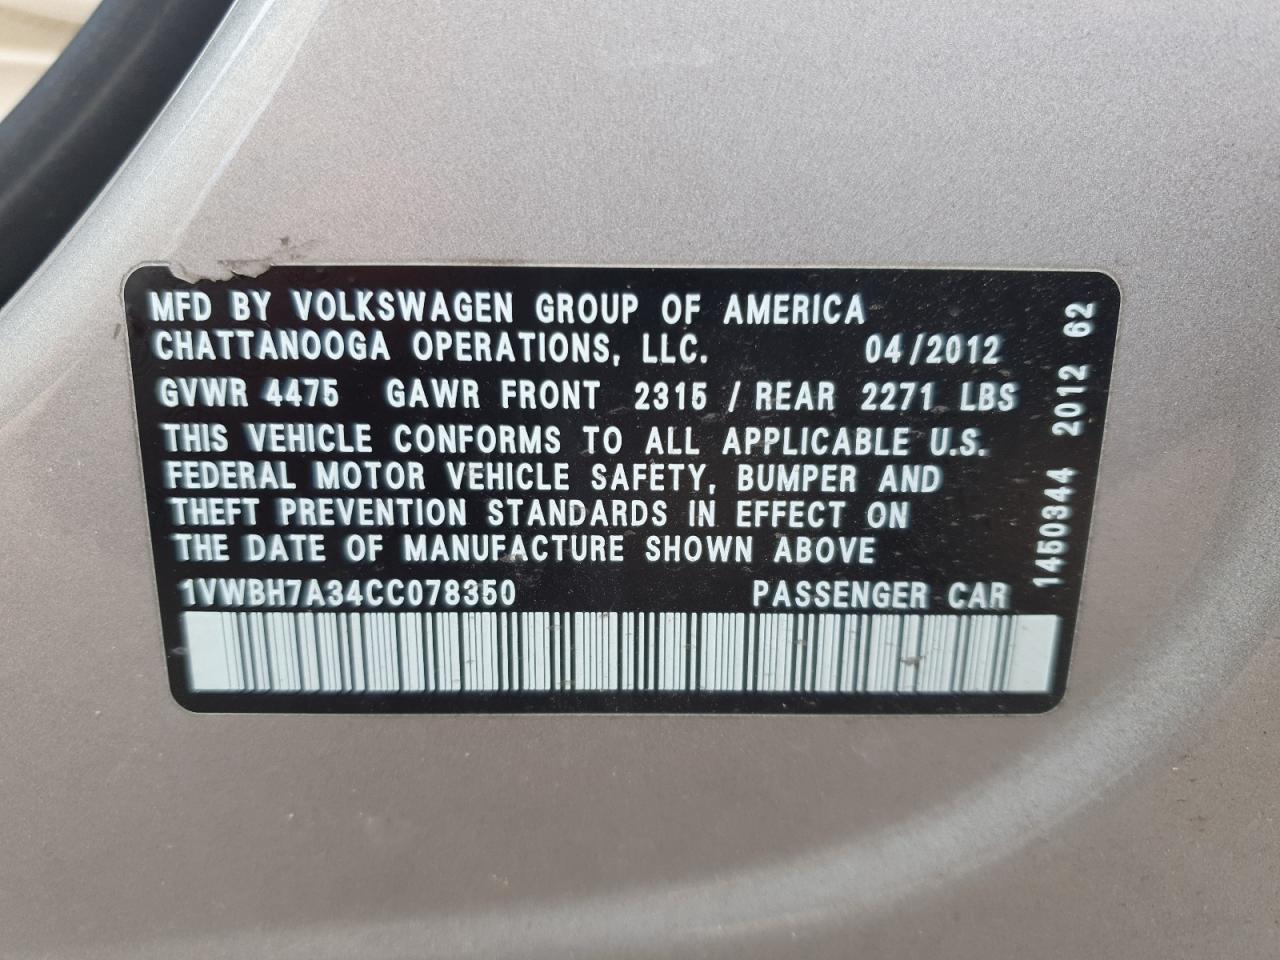 MFD BY VOLKSWAGEN GROUP OF AMERICA
CHATTANOOGA OPERATIONS, LLC. 04/2012
GVWR 4475 GAWR FRONT 2315 / REAR 2271 LBS
THIS VEHICLE CONFORMS TO ALL APPLICABLE U.S.
FEDERAL MOTOR VEHICLE SAFETY, BUMPER AND
THEFT PREVENTION STANDARDS IN EFFECT ON
THE DATE OF MANUFACTURE SHOWN ABOVE
1VWBH7A34CC078350 PASSENGER CAR
1450344 2012 62